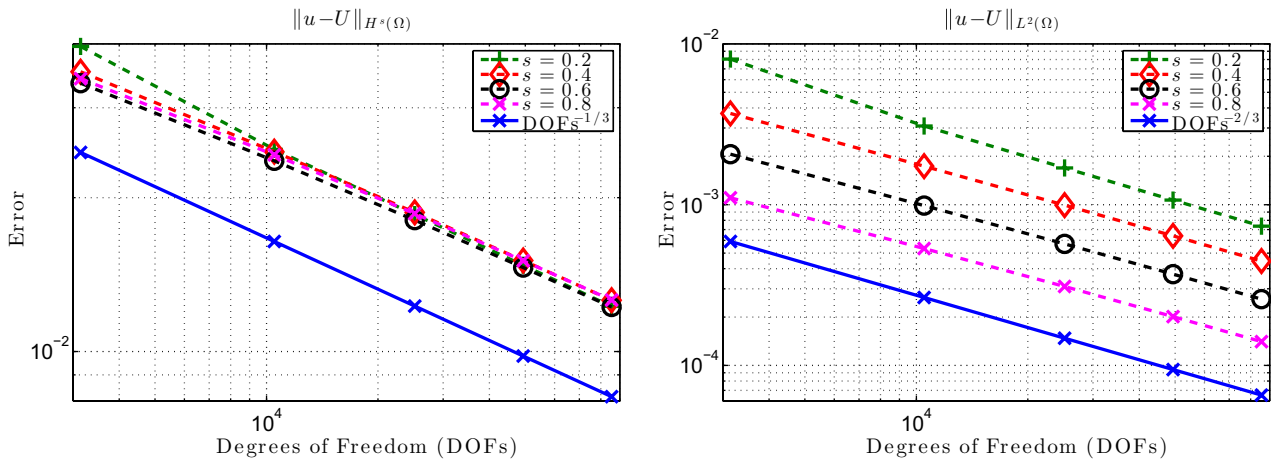 ‖u−U‖_{H^s(Ω)}
s = 0.2
s = 0.4
s = 0.6
s = 0.8
DOFs^{−1/3}
Error
10^{−2}
10^4
Degrees of Freedom (DOFs)
‖u−U‖_{L^2(Ω)}
s = 0.2
s = 0.4
s = 0.6
s = 0.8
DOFs^{−2/3}
Error
10^{−2}
10^{−3}
10^{−4}
10^4
Degrees of Freedom (DOFs)